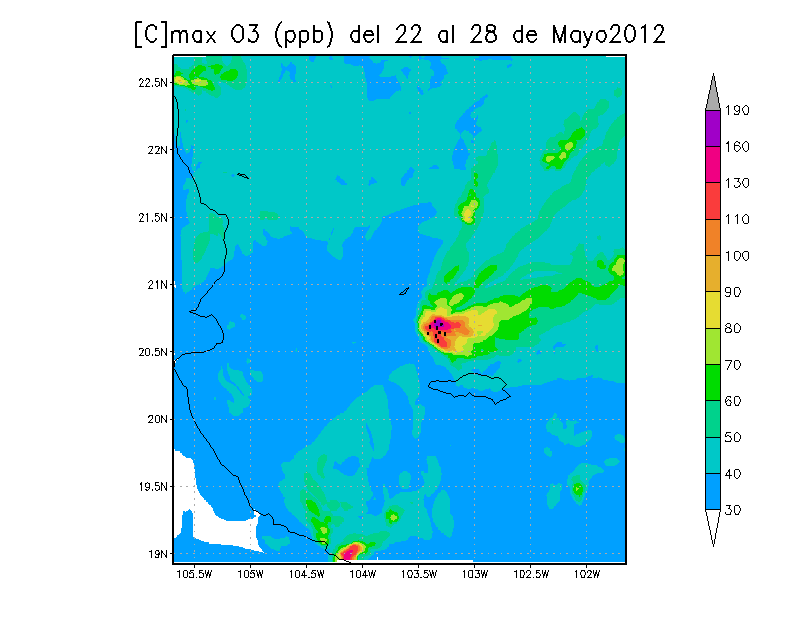 [C]max O3 (ppb) del 22 al 28 de Mayo2012
22.5N
22N
21.5N
21N
20.5N
20N
19.5N
19N
105.5W 105W 104.5W 104W 103.5W 103W 102.5W 102W
190
160
130
110
100
90
80
70
60
50
40
30